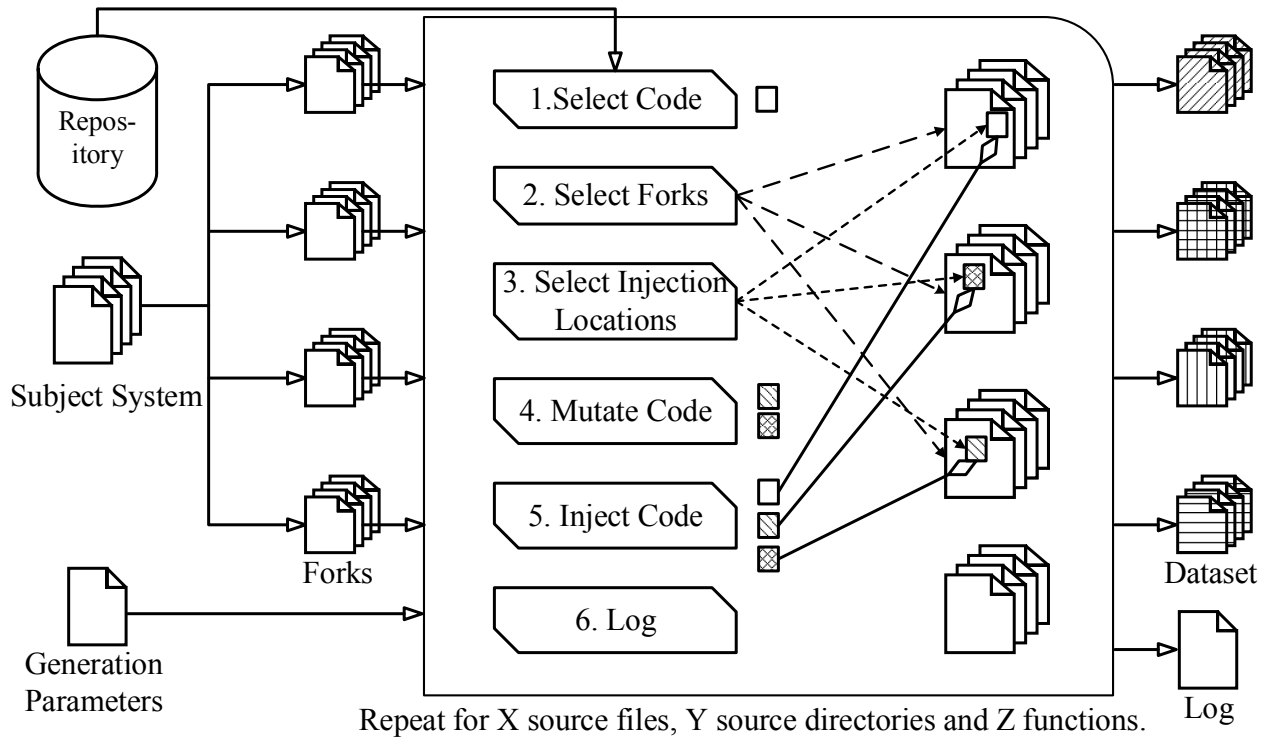 Repos-
itory
Subject System
Generation
Parameters
Forks
1.Select Code
2. Select Forks
3. Select Injection
Locations
4. Mutate Code
5. Inject Code
6. Log
Dataset
Log
Repeat for X source files, Y source directories and Z functions.